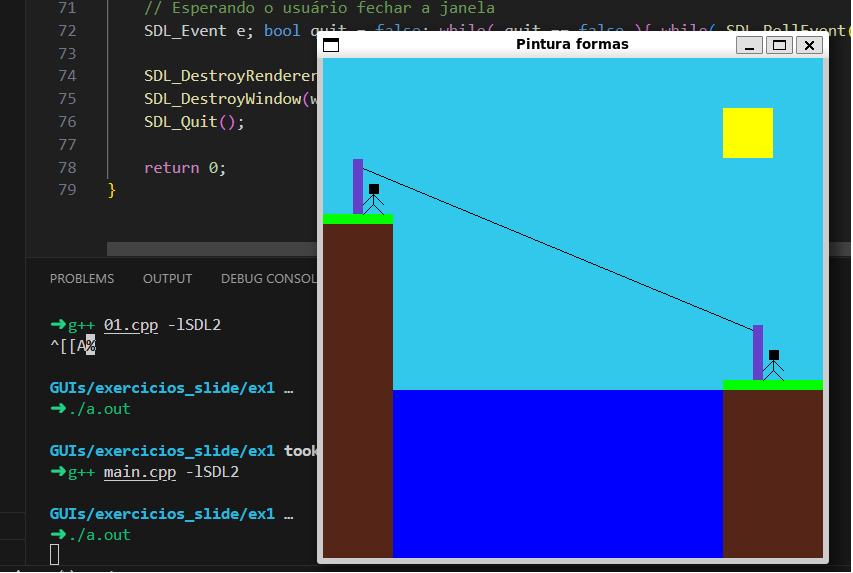 71 // Esperando o usuário fechar a janela
72 SDL_Event e; bool quit = false; while( quit == false ){ while( SDL_PollEvent(
73
74 SDL_DestroyRenderer
75 SDL_DestroyWindow(w
76 SDL_Quit();
77
78 return 0;
79 }
Pintura formas
PROBLEMS OUTPUT DEBUG CONSOL
➜g++ 01.cpp -lSDL2
^[[A%
GUIs/exercicios_slide/ex1 …
➜./a.out
GUIs/exercicios_slide/ex1 took
➜g++ main.cpp -lSDL2
GUIs/exercicios_slide/ex1 …
➜./a.out